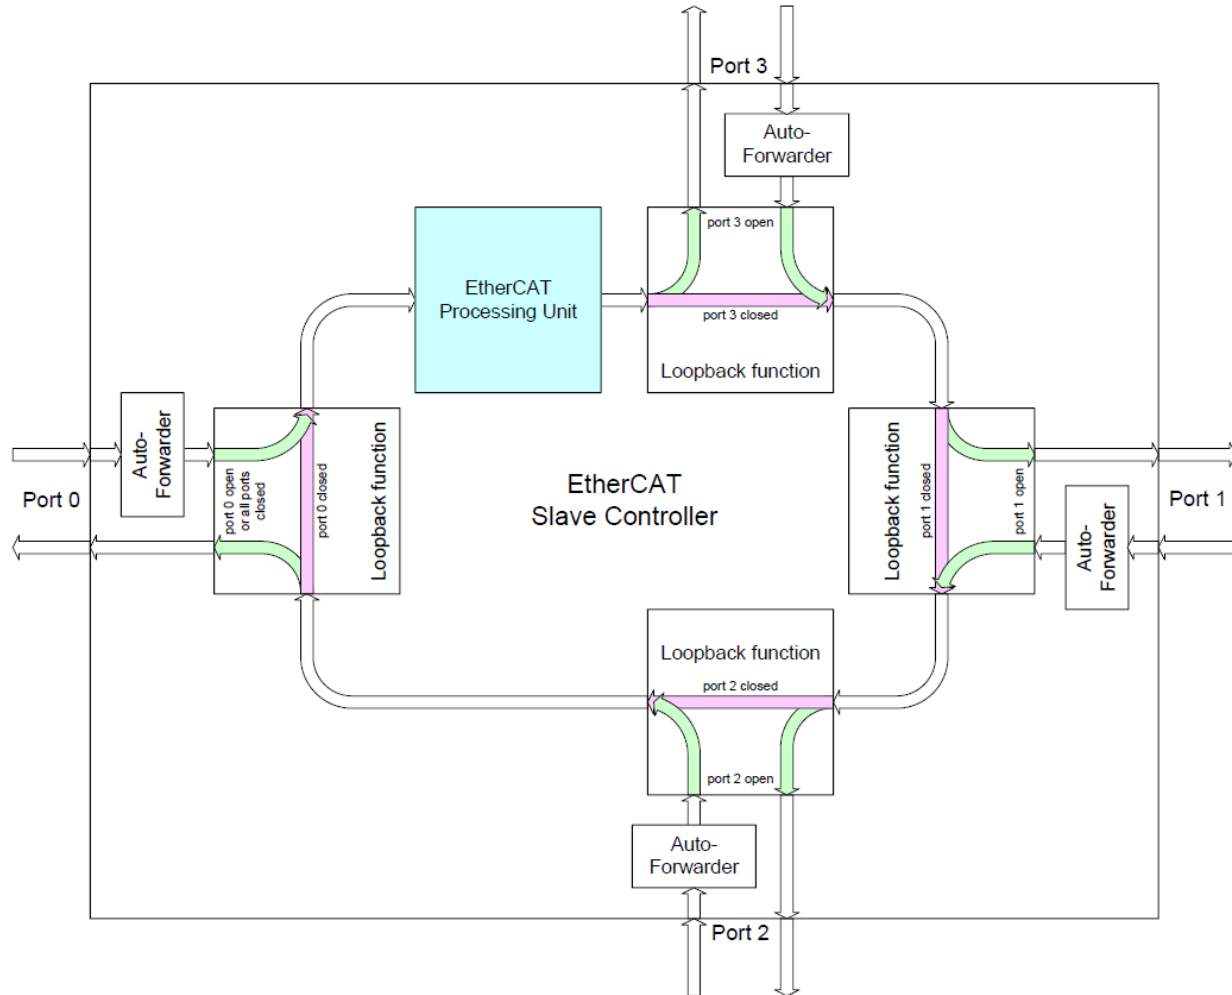 Port 3
Auto-
Forwarder
port 3 open
EtherCAT
Processing Unit
port 3 closed
Loopback function
Auto-
Forwarder
Port 0
port 0 open
or all ports
closed
port 0 closed
Loopback function
EtherCAT
Slave Controller
Loopback function
port 1 closed
port 1 open
Port 1
Auto-
Forwarder
Loopback function
port 2 closed
port 2 open
Auto-
Forwarder
Port 2